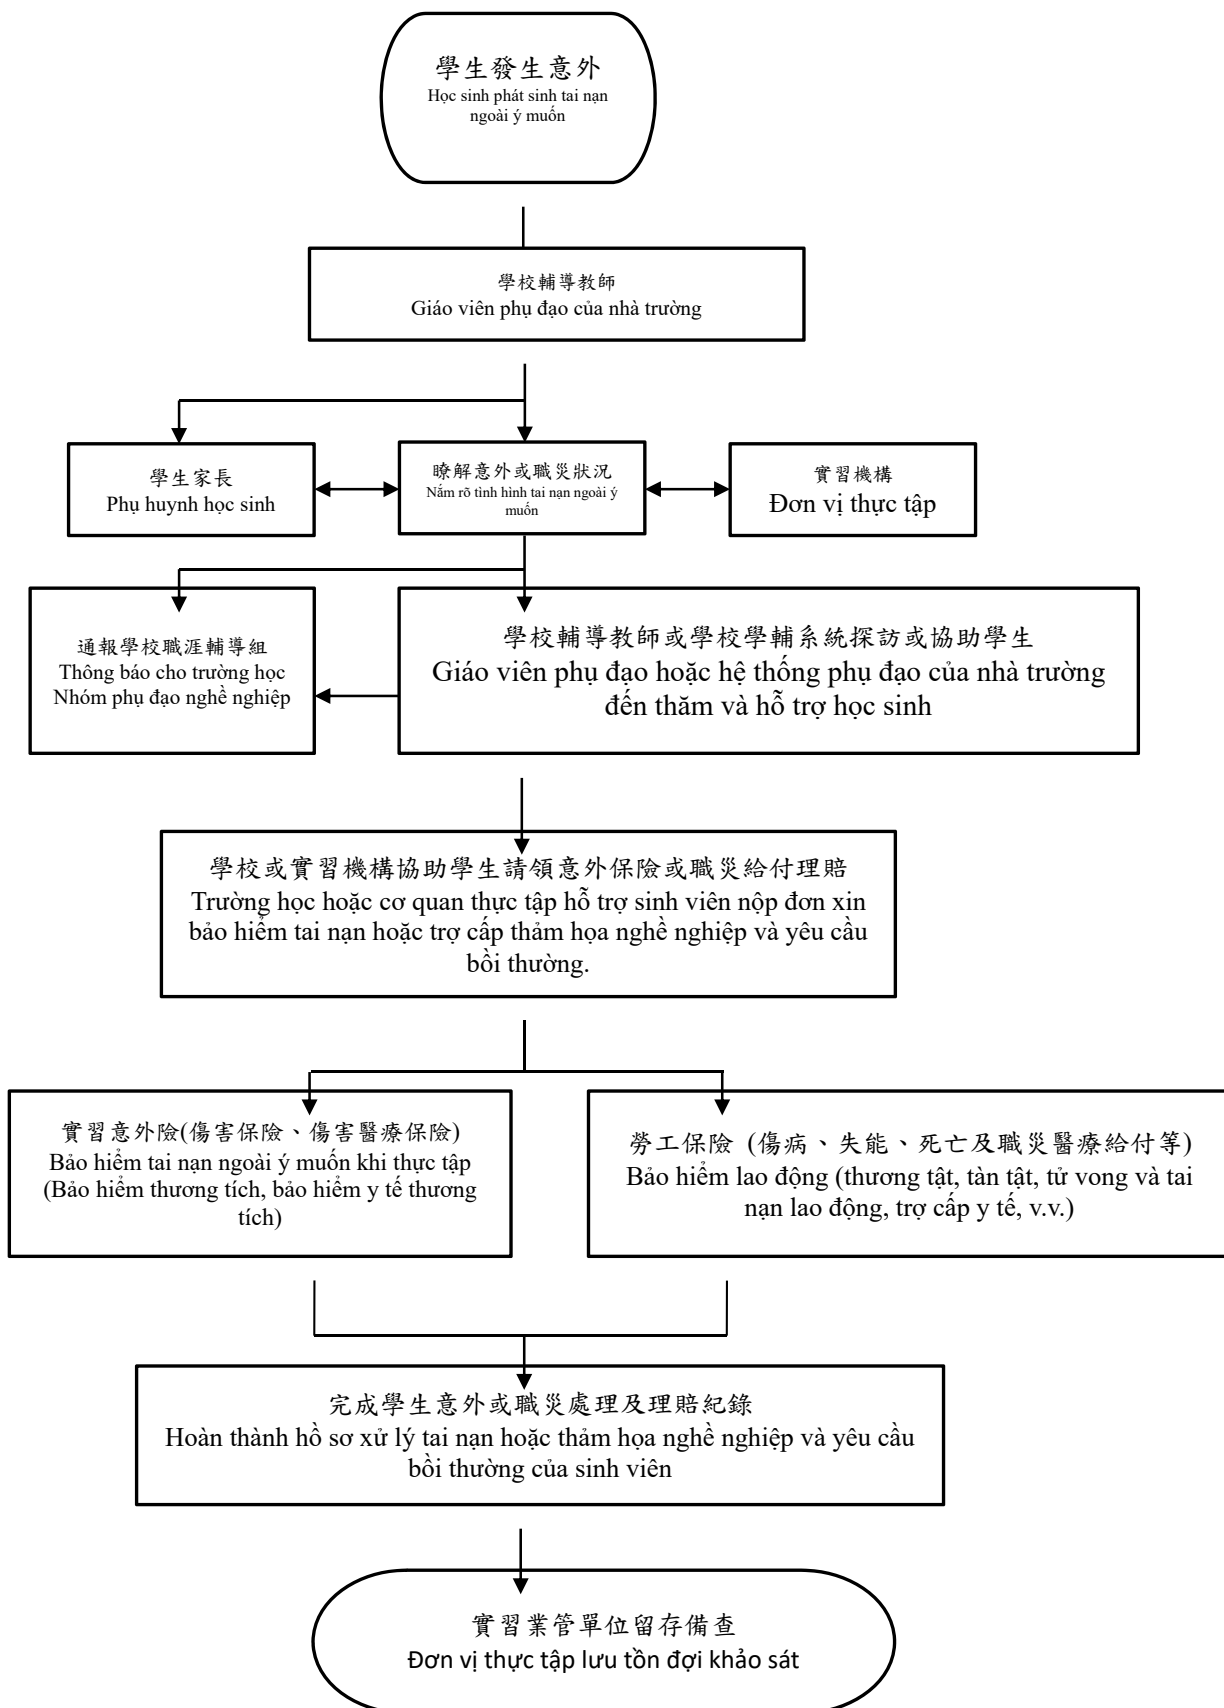 學生發生意外
Học sinh phát sinh tai nạn
ngoài ý muốn
學校輔導教師
Giáo viên phụ đạo của nhà trường
學生家長
Phụ huynh học sinh
瞭解意外或職災狀況
Nắm rõ tình hình tai nạn ngoài ý
muốn
實習機構
Đơn vị thực tập
通報學校職涯輔導組
Thông báo cho trường học
Nhóm phụ đạo nghề nghiệp
學校輔導教師或學校學輔系統探訪或協助學生
Giáo viên phụ đạo hoặc hệ thống phụ đạo của nhà trường
đến thăm và hỗ trợ học sinh
學校或實習機構協助學生請領意外保險或職災給付理賠
Trường học hoặc cơ quan thực tập hỗ trợ sinh viên nộp đơn xin
bảo hiểm tai nạn hoặc trợ cấp thảm họa nghề nghiệp và yêu cầu
bồi thường.
實習意外險(傷害保險、傷害醫療保險)
Bảo hiểm tai nạn ngoài ý muốn khi thực tập
(Bảo hiểm thương tích, bảo hiểm y tế thương
tích)
勞工保險 (傷病、失能、死亡及職災醫療給付等)
Bảo hiểm lao động (thương tật, tàn tật, tử vong và tai
nạn lao động, trợ cấp y tế, v.v.)
完成學生意外或職災處理及理賠紀錄
Hoàn thành hồ sơ xử lý tai nạn hoặc thảm họa nghề nghiệp và yêu cầu
bồi thường của sinh viên
實習業管單位留存備查
Đơn vị thực tập lưu tồn đợi khảo sát